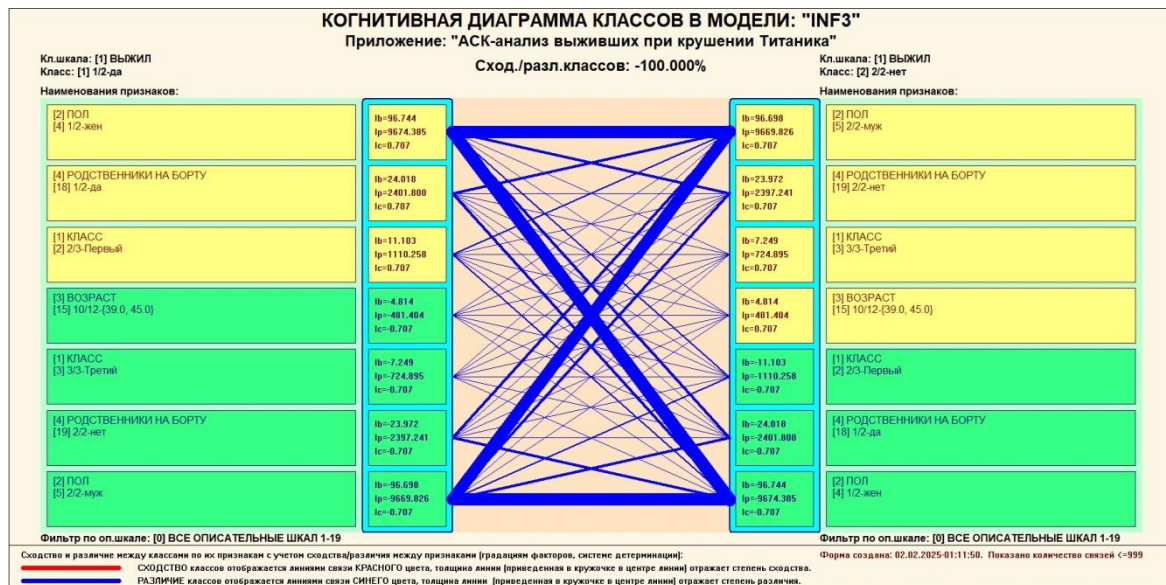 КОГНИТИВНАЯ ДИАГРАММА КЛАССОВ В МОДЕЛИ: "INF3"
Приложение: "АСК-анализ выживших при крушении Титаника"
Сход./разл.классов: -100.000%
Кл.шкала: [1] ВЫЖИЛ
Класс: [1] 1/2-да
Наименования признаков:
[2] ПОЛ
[4] 1/2-жен
[4] РОДСТВЕННИКИ НА БОРТУ
[18] 1/2-да
[1] КЛАСС
[2] 2/3-Первый
[3] ВОЗРАСТ
[15] 10/12-{39.0, 45.0}
[1] КЛАСС
[3] 3/3-Третий
[4] РОДСТВЕННИКИ НА БОРТУ
[19] 2/2-нет
[2] ПОЛ
[5] 2/2-муж
Фильтр по оп.шкале: [0] ВСЕ ОПИСАТЕЛЬНЫЕ ШКАЛ 1-19
Ib=96.744
Ip=9674.385
Ic=0.707
Ib=24.018
Ip=2401.800
Ic=0.707
Ib=11.103
Ip=1110.258
Ic=0.707
Ib=-4.814
Ip=-481.404
Ic=-0.707
Ib=-7.249
Ip=-724.895
Ic=-0.707
Ib=-23.972
Ip=-2397.241
Ic=-0.707
Ib=-96.698
Ip=-9669.826
Ic=-0.707
Ib=96.698
Ip=9669.826
Ic=0.707
Ib=23.972
Ip=2397.241
Ic=0.707
Ib=7.249
Ip=724.895
Ic=0.707
Ib=4.814
Ip=481.404
Ic=0.707
Ib=-11.103
Ip=-1110.258
Ic=-0.707
Ib=-24.018
Ip=-2401.800
Ic=-0.707
Ib=-96.744
Ip=-9674.385
Ic=-0.707
Кл.шкала: [1] ВЫЖИЛ
Класс: [2] 2/2-нет
Наименования признаков:
[2] ПОЛ
[5] 2/2-муж
[4] РОДСТВЕННИКИ НА БОРТУ
[19] 2/2-нет
[1] КЛАСС
[3] 3/3-Третий
[3] ВОЗРАСТ
[15] 10/12-{39.0, 45.0}
[1] КЛАСС
[2] 2/3-Первый
[4] РОДСТВЕННИКИ НА БОРТУ
[18] 1/2-да
[2] ПОЛ
[4] 1/2-жен
Фильтр по оп.шкале: [0] ВСЕ ОПИСАТЕЛЬНЫЕ ШКАЛ 1-19
Сходство и различие между классами по их признакам с учетом сходства/различия между признаками (градациям факторов, системе детерминации):
Форма создана: 02.02.2025-01:11:50. Показано количество связей <=999
СХОДСТВО классов отображается линиями связи КРАСНОГО цвета, толщина линии (приведенная в кружочке в центре линии) отражает степень сходства.
РАЗЛИЧИЕ классов отображается линиями связи СИНЕГО цвета, толщина линии (приведенная в кружочке в центре линии) отражает степень различия.